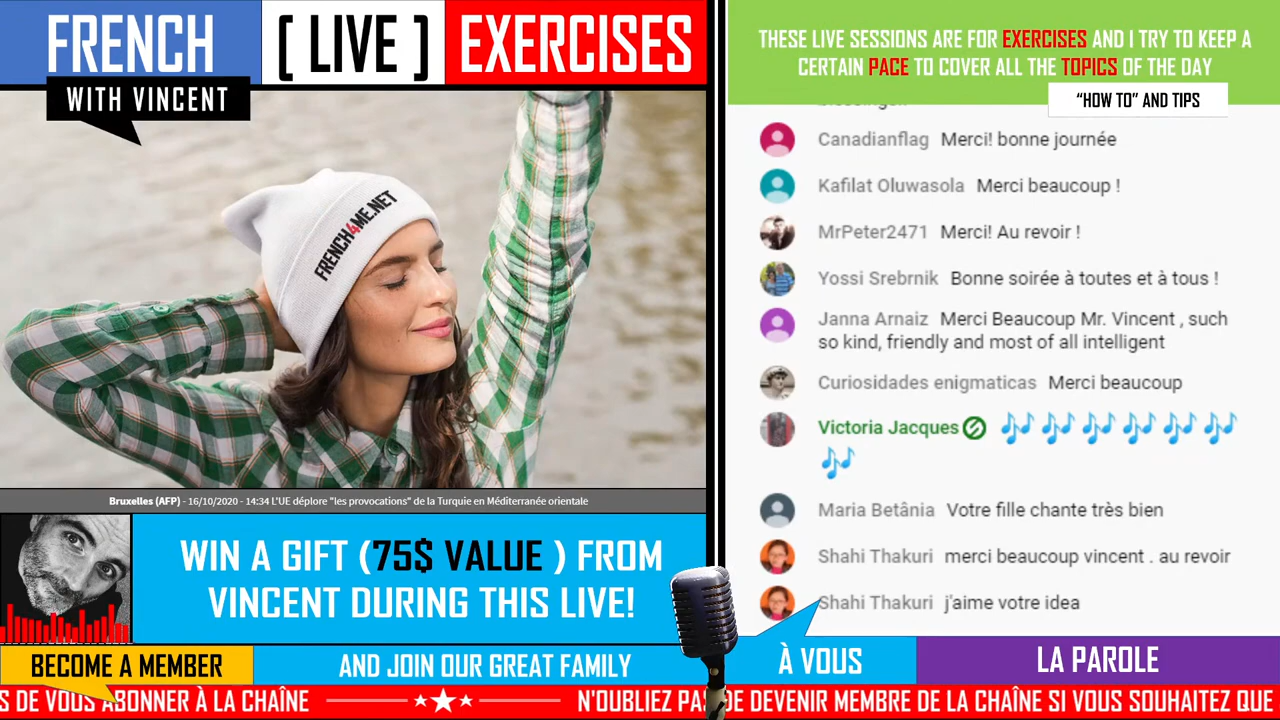 FRENCH
[ LIVE ]
EXERCISES
WITH VINCENT
FRENCH4ME.NET
Bruxelles (AFP) - 16/10/2020 - 14:34 L'UE déplore "les provocations" de la Turquie en Méditerranée orientale
WIN A GIFT (75$ VALUE ) FROM
VINCENT DURING THIS LIVE!
BECOME A MEMBER
AND JOIN OUR GREAT FAMILY
THESE LIVE SESSIONS ARE FOR EXERCISES AND I TRY TO KEEP A
CERTAIN PACE TO COVER ALL THE TOPICS OF THE DAY
“HOW TO” AND TIPS
Canadianflag Merci! bonne journée
Kafilat Oluwasola Merci beaucoup !
MrPeter2471 Merci! Au revoir !
Yossi Srebrnik Bonne soirée à toutes et à tous !
Janna Arnaiz Merci Beaucoup Mr. Vincent , such
so kind, friendly and most of all intelligent
Curiosidades enigmaticas Merci beaucoup
Victoria Jacques 🎶 🎶 🎶 🎶 🎶 🎶
🎶
Maria Betânia Votre fille chante très bien
Shahi Thakuri merci beaucoup vincent . au revoir
Shahi Thakuri j'aime votre idea
À VOUS
LA PAROLE
S DE VOUS ABONNER À LA CHAÎNE
N'OUBLIEZ PAS DE DEVENIR MEMBRE DE LA CHAÎNE SI VOUS SOUHAITEZ QUE